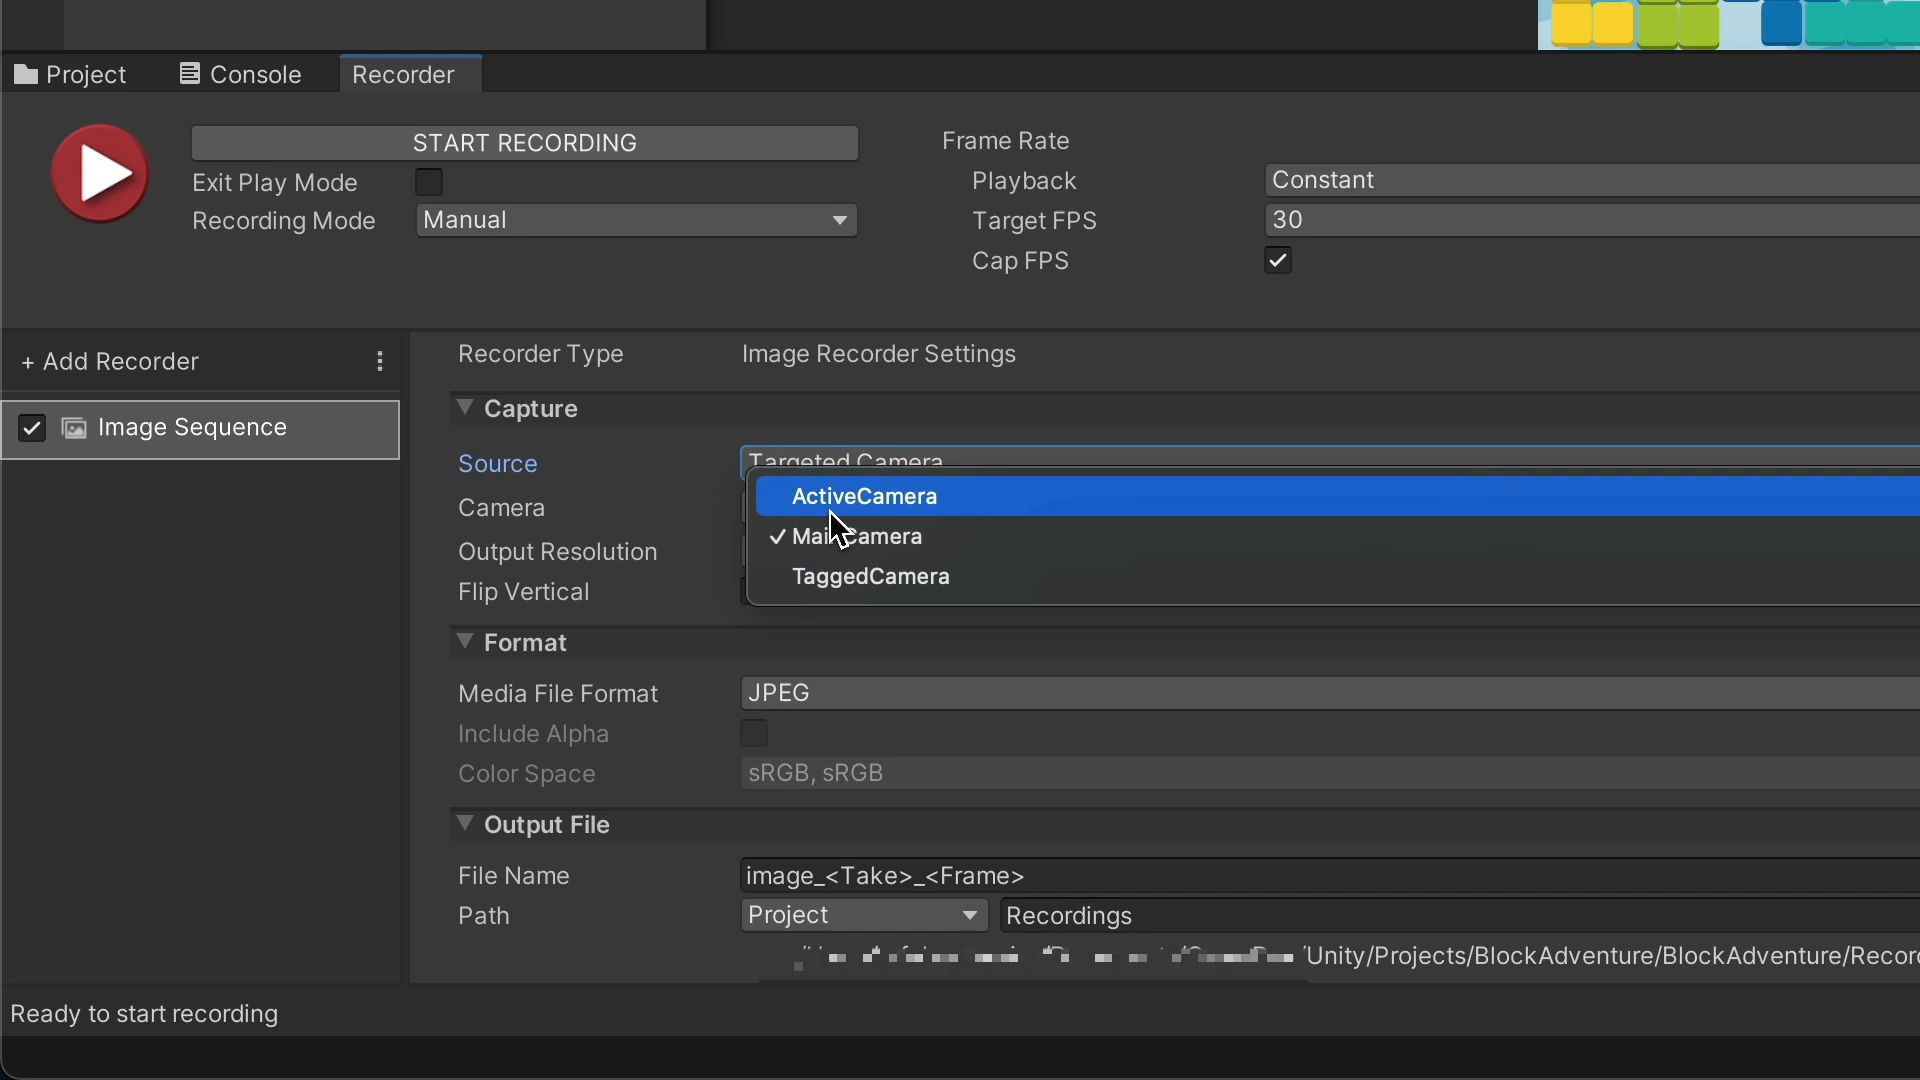 Project
Console
Recorder
START RECORDING
Exit Play Mode
Recording Mode
Manual
Frame Rate
Playback
Constant
Target FPS
30
Cap FPS
+ Add Recorder
Image Sequence
Recorder Type
Image Recorder Settings
Capture
Source
Targeted Camera
Camera
ActiveCamera
MainCamera
TaggedCamera
Output Resolution
Flip Vertical
Format
Media File Format
JPEG
Include Alpha
Color Space
sRGB, sRGB
Output File
File Name
image_<Take>_<Frame>
Path
Project
Recordings
/Unity/Projects/BlockAdventure/BlockAdventure/Recor
Ready to start recording